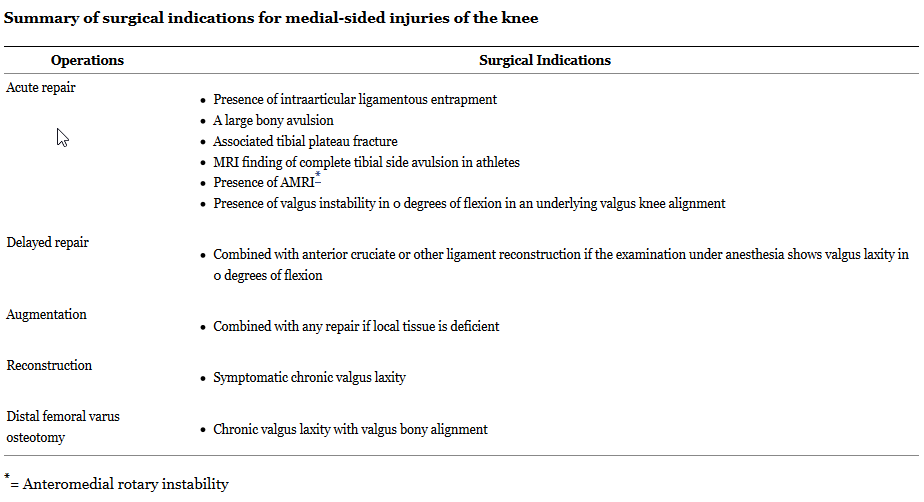 Summary of surgical indications for medial-sided injuries of the knee
Operations Surgical Indications
Acute repair
• Presence of intraarticular ligamentous entrapment
• A large bony avulsion
• Associated tibial plateau fracture
• MRI finding of complete tibial side avulsion in athletes
• Presence of AMRI*
• Presence of valgus instability in 0 degrees of flexion in an underlying valgus knee alignment
Delayed repair
• Combined with anterior cruciate or other ligament reconstruction if the examination under anesthesia shows valgus laxity in
0 degrees of flexion
Augmentation
• Combined with any repair if local tissue is deficient
Reconstruction
• Symptomatic chronic valgus laxity
Distal femoral varus
osteotomy
• Chronic valgus laxity with valgus bony alignment
*= Anteromedial rotary instability